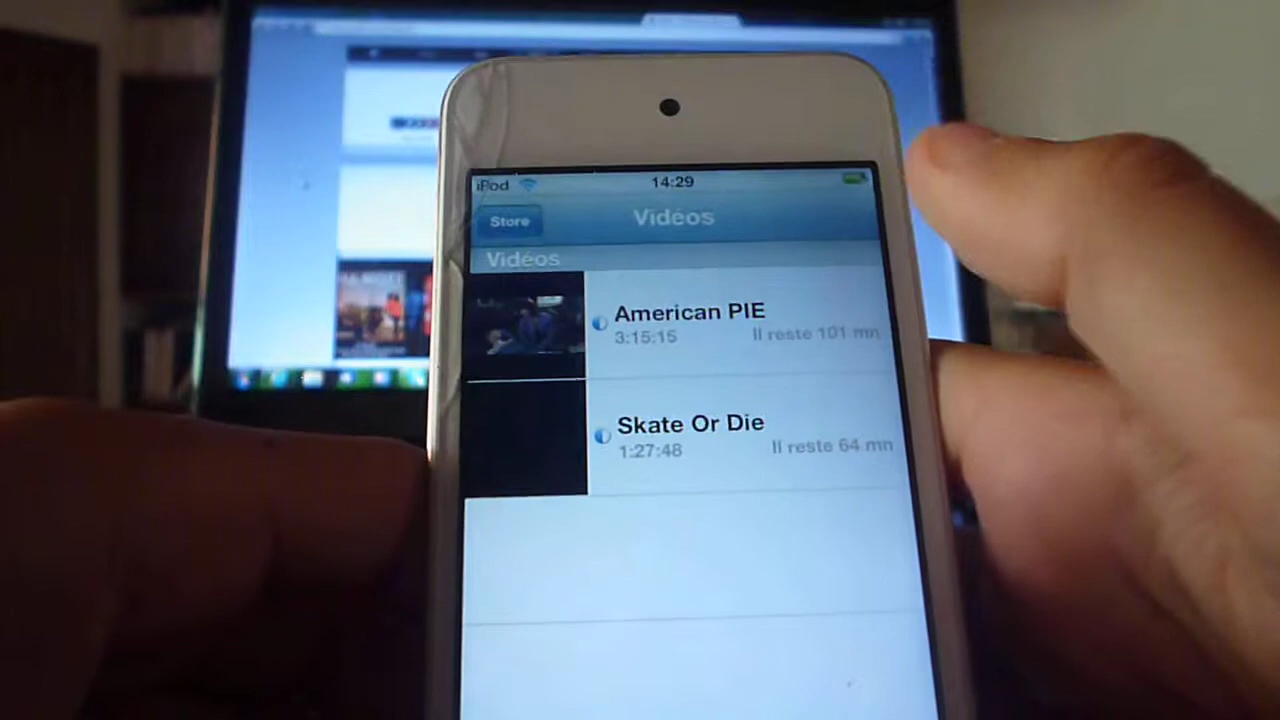 iPod 14:29
Store Vidéos
Vidéos
American PIE
3:15:15 Il reste 101 mn
Skate Or Die
1:27:48 Il reste 64 mn